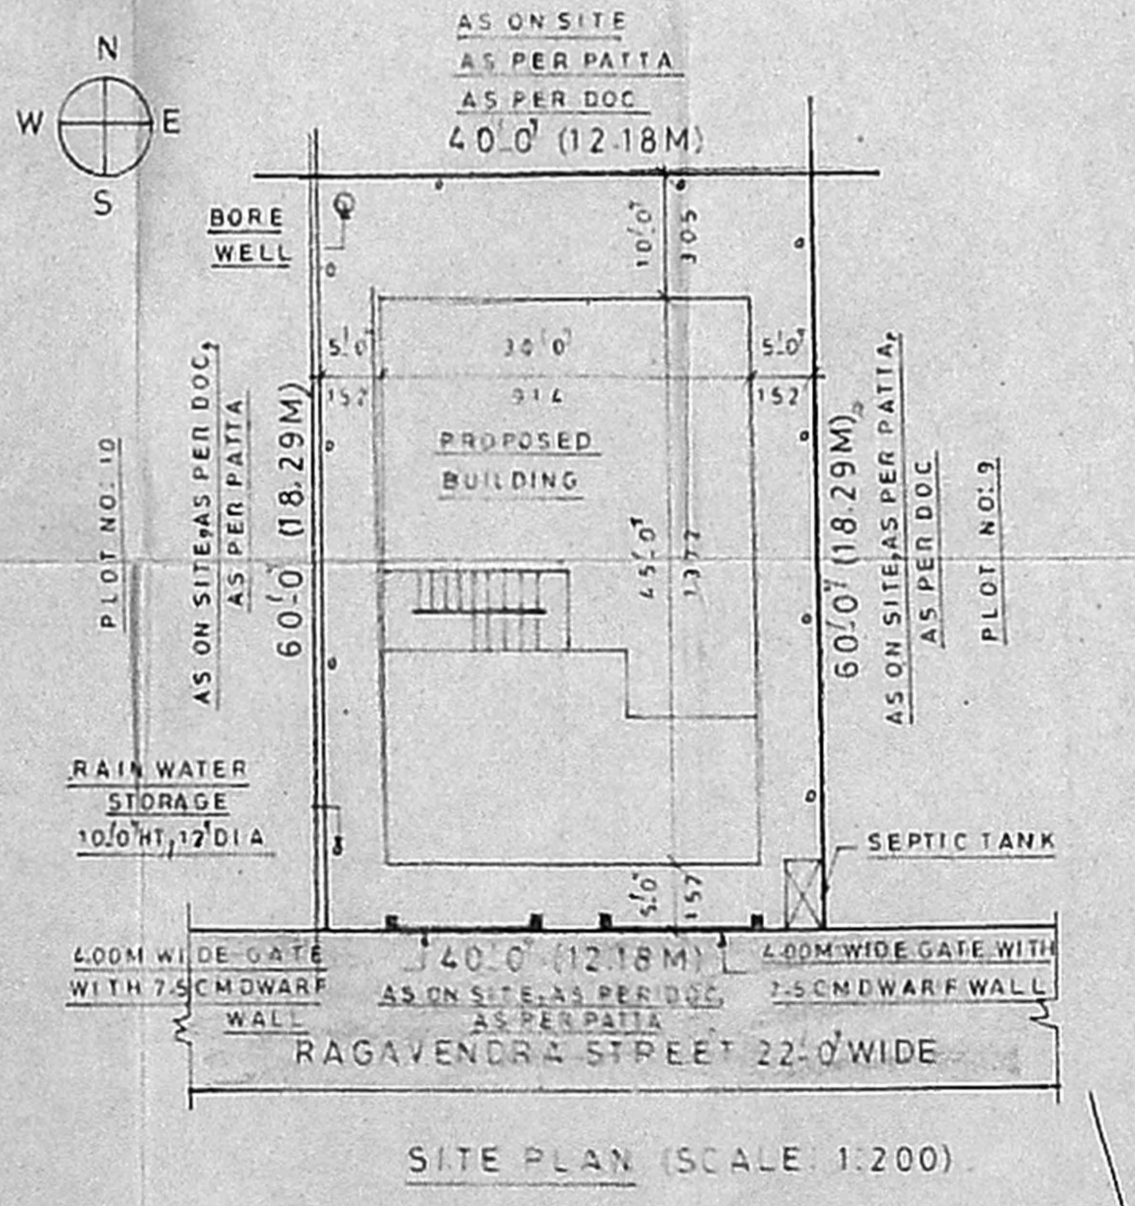 AS ON SITE
AS PER PATTA
AS PER DOC
40'-0" (12.18M)
N
W E
S
BORE
WELL
10'-0"
3.05
5'-0"
30'-0"
5'-0"
1.52
9.14
1.52
PROPOSED
BUILDING
45'-0"
13.72
PLOT NO: 10
AS ON SITE, AS PER DOC,
AS PER PATTA
60'-0" (18.29M)
60'-0" (18.29M),
AS ON SITE, AS PER PATTA,
AS PER DOC
PLOT NO: 9
RAIN WATER
STORAGE
10'-0" HT, 12" DIA
SEPTIC TANK
5'-0"
1.52
4.00M WIDE GATE
WITH 7.5CM DWARF
WALL
40'-0" (12.18M)
AS ON SITE, AS PER DOC,
AS PER PATTA
4.00M WIDE GATE WITH
7.5CM DWARF WALL
RAGAVENDRA STREET 22'-0" WIDE
SITE PLAN (SCALE: 1:200)